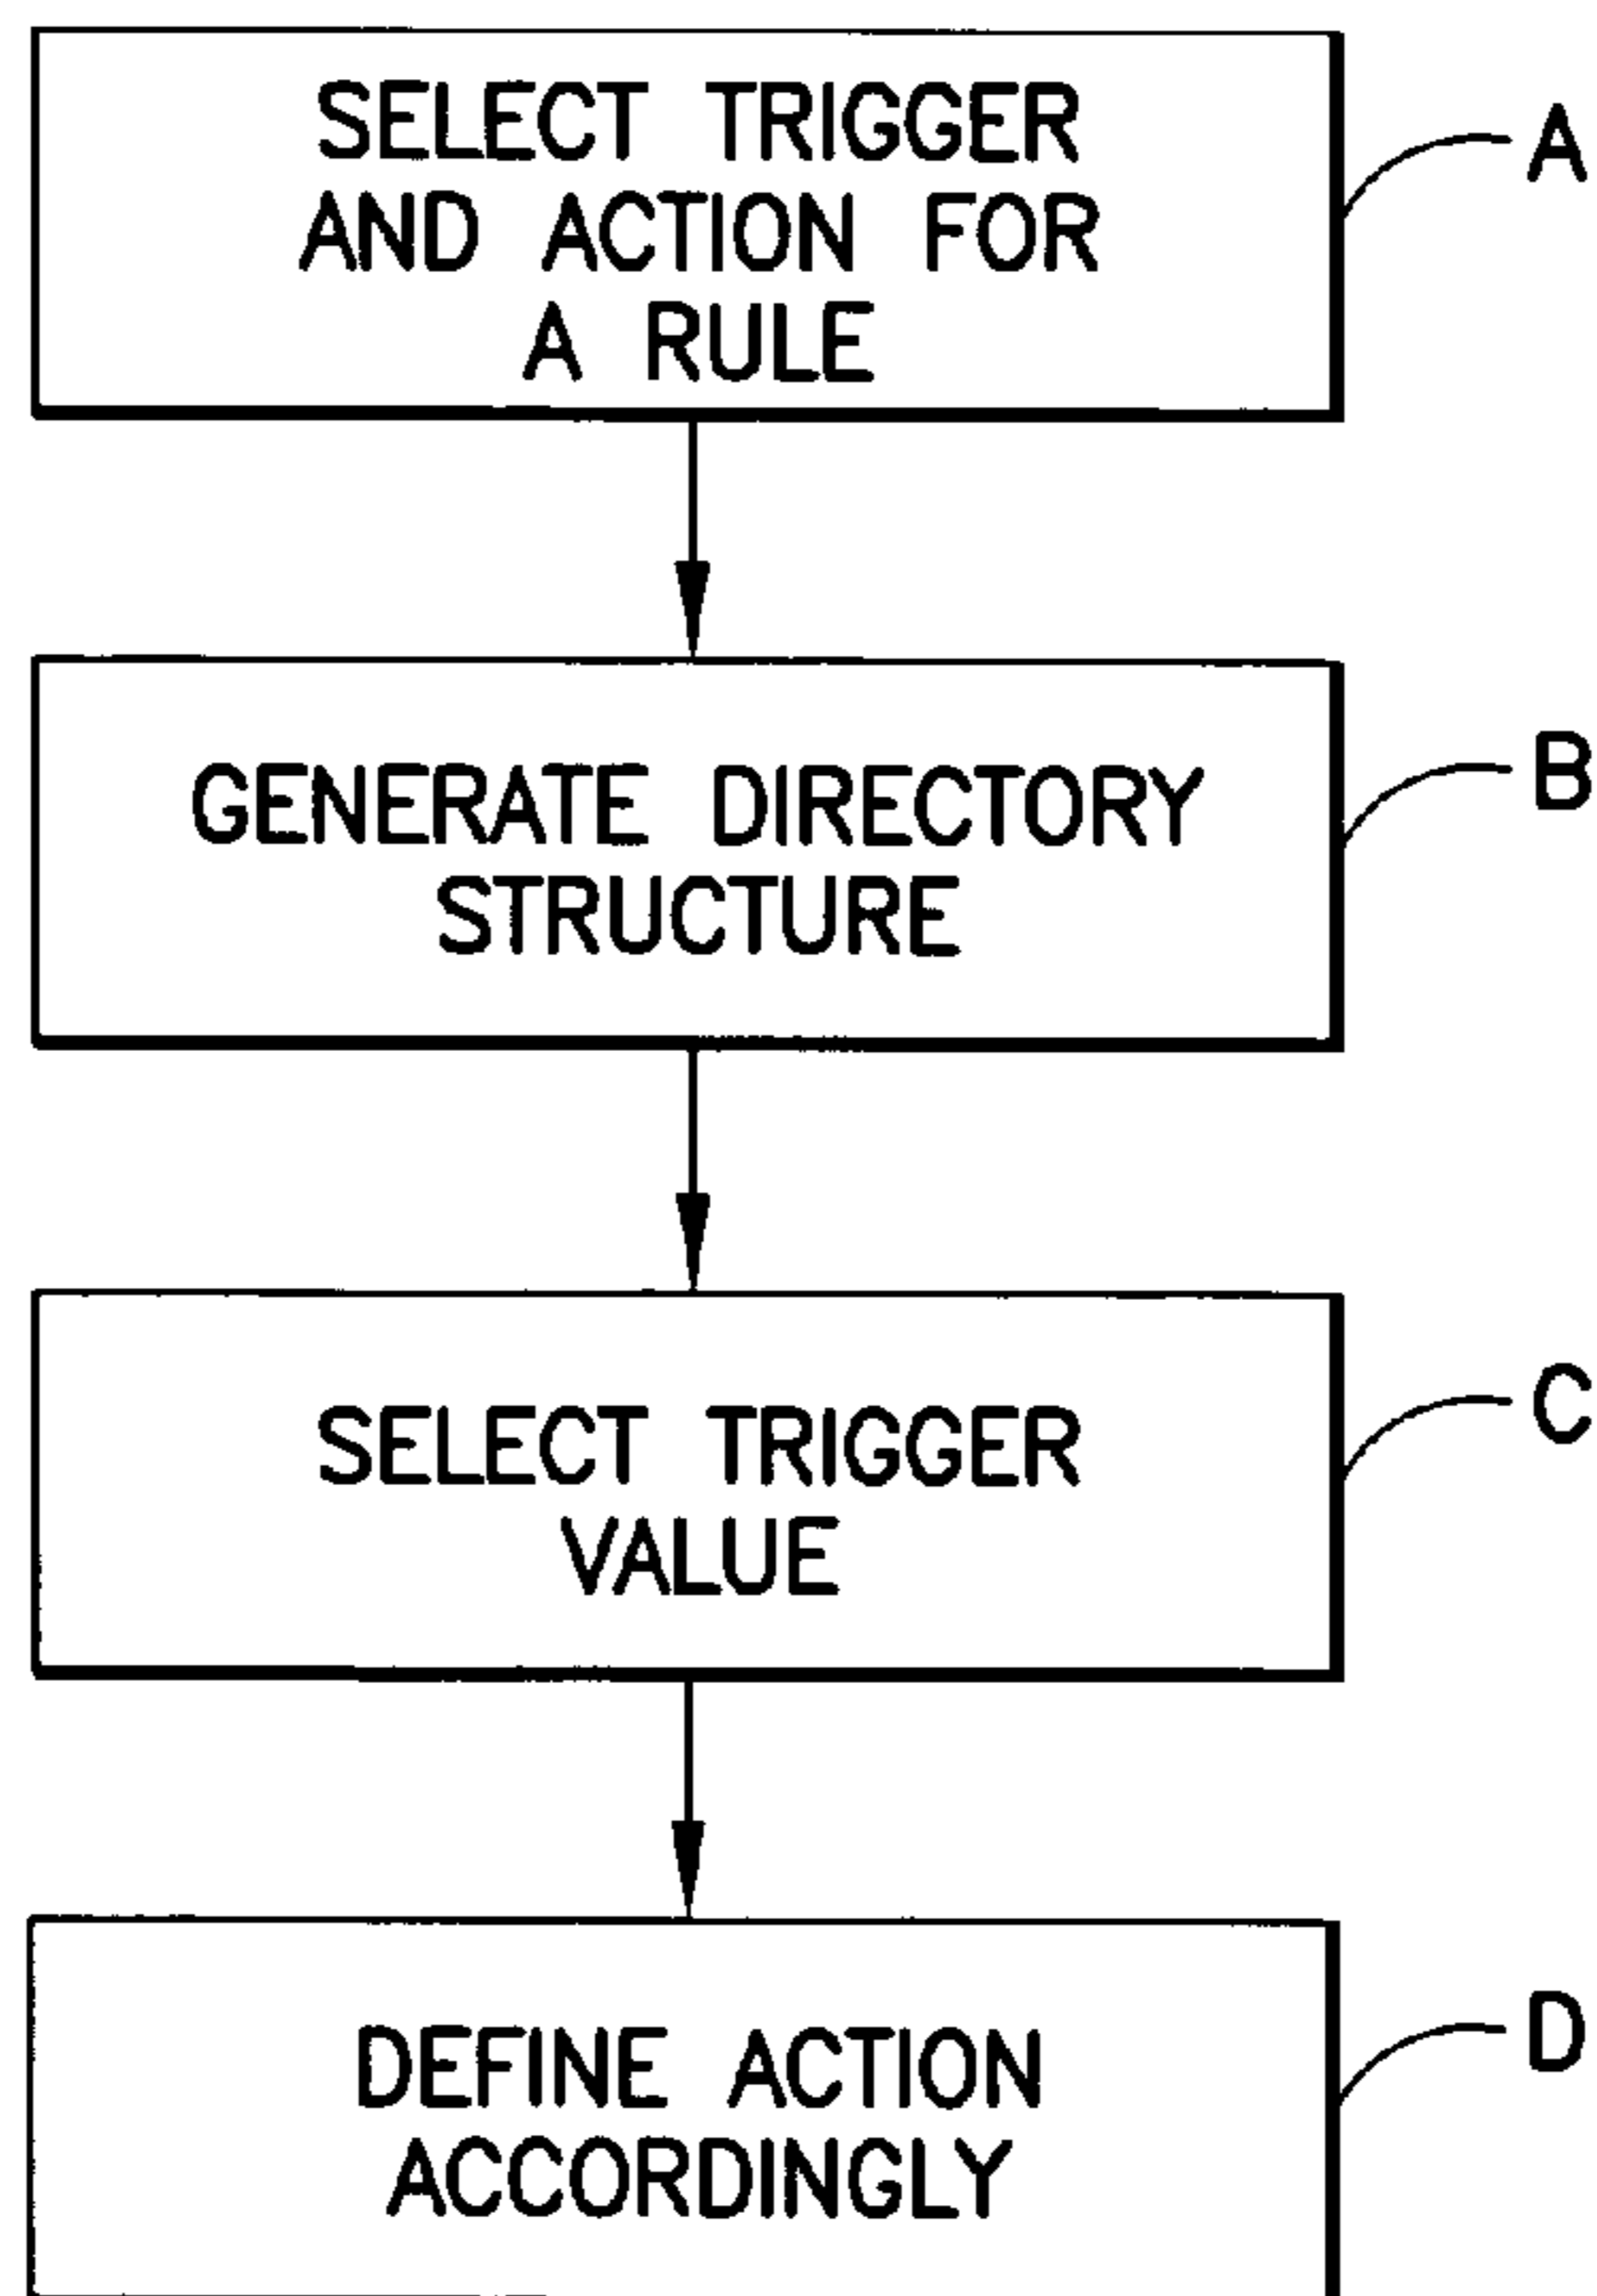 SELECT TRIGGER
AND ACTION FOR
A RULE
A
GENERATE DIRECTORY
STRUCTURE
B
SELECT TRIGGER
VALUE
C
DEFINE ACTION
ACCORDINGLY
D